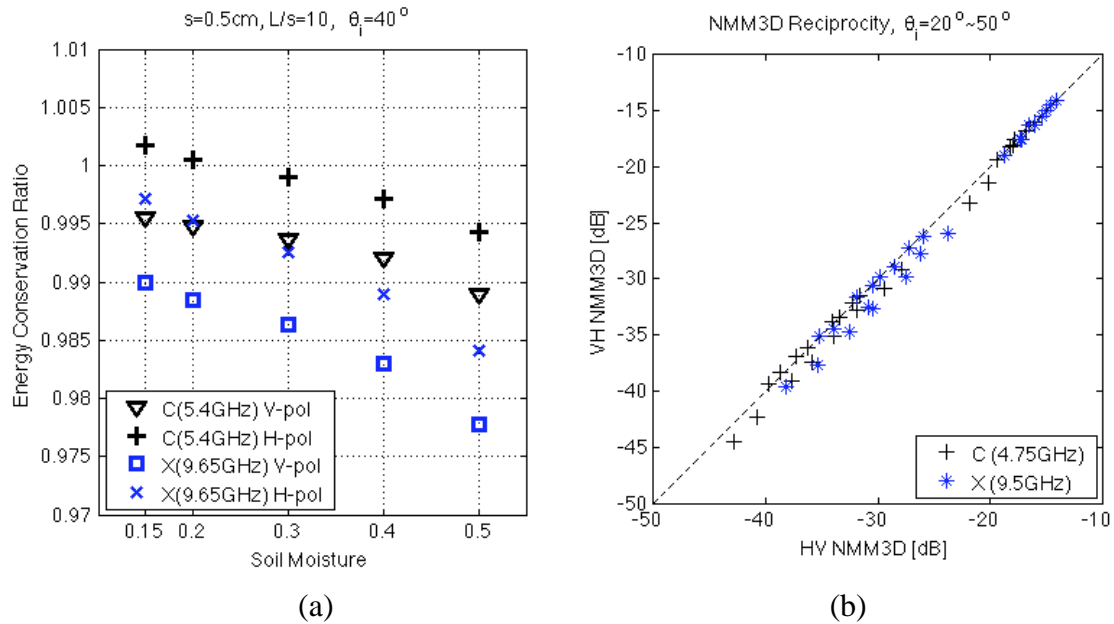 s=0.5cm, L/s=10, θi=40°
1.01
1.005
1
0.995
0.99
0.985
0.98
0.975
0.97
Energy Conservation Ratio
C(5.4GHz) V-pol
C(5.4GHz) H-pol
X(9.65GHz) V-pol
X(9.65GHz) H-pol
0.15 0.2 0.3 0.4 0.5
Soil Moisture
(a)
NMM3D Reciprocity, θi=20°~50°
-10
-15
-20
-25
-30
-35
-40
-45
-50
VH NMM3D [dB]
C (4.75GHz)
X (9.5GHz)
-50 -40 -30 -20 -10
HV NMM3D [dB]
(b)